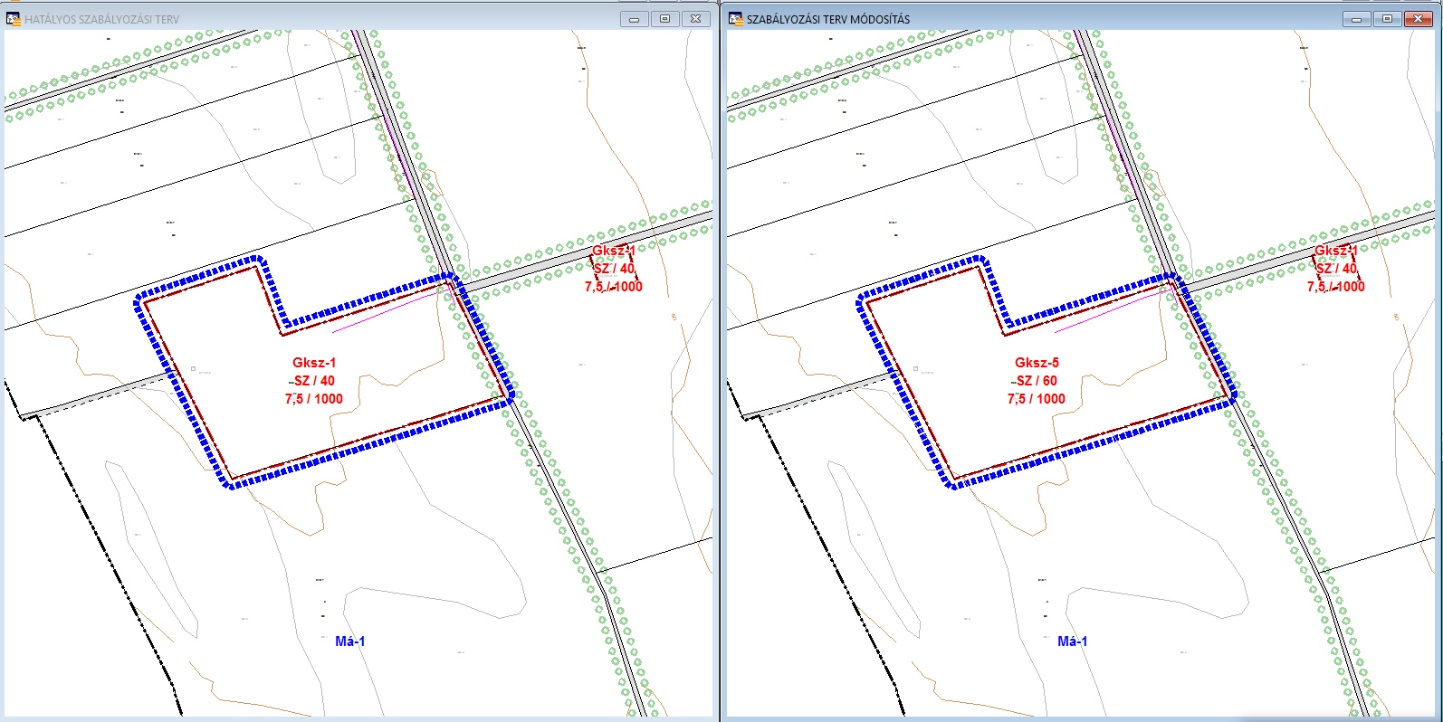 HATÁLYOS SZABÁLYOZÁSI TERV
Gksz-1
SZ / 40
7,5 / 1000
Gksz-1
SZ / 40
7,5 / 1000
Má-1
SZABÁLYOZÁSI TERV MÓDOSÍTÁS
Gksz-1
SZ / 40
7,5 / 1000
Gksz-5
SZ / 60
7,5 / 1000
Má-1